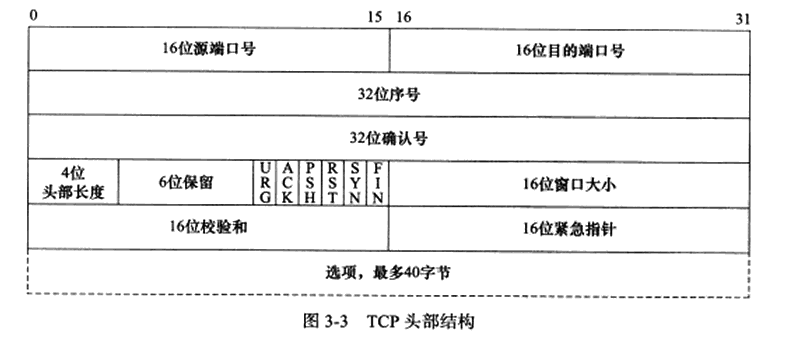 0 15 16 31
16位源端口号 16位目的端口号
32位序号
32位确认号
4位
头部长度 6位保留 URG ACK PSH RST SYN FIN 16位窗口大小
16位校验和 16位紧急指针
选项，最多40字节
图 3-3 TCP 头部结构